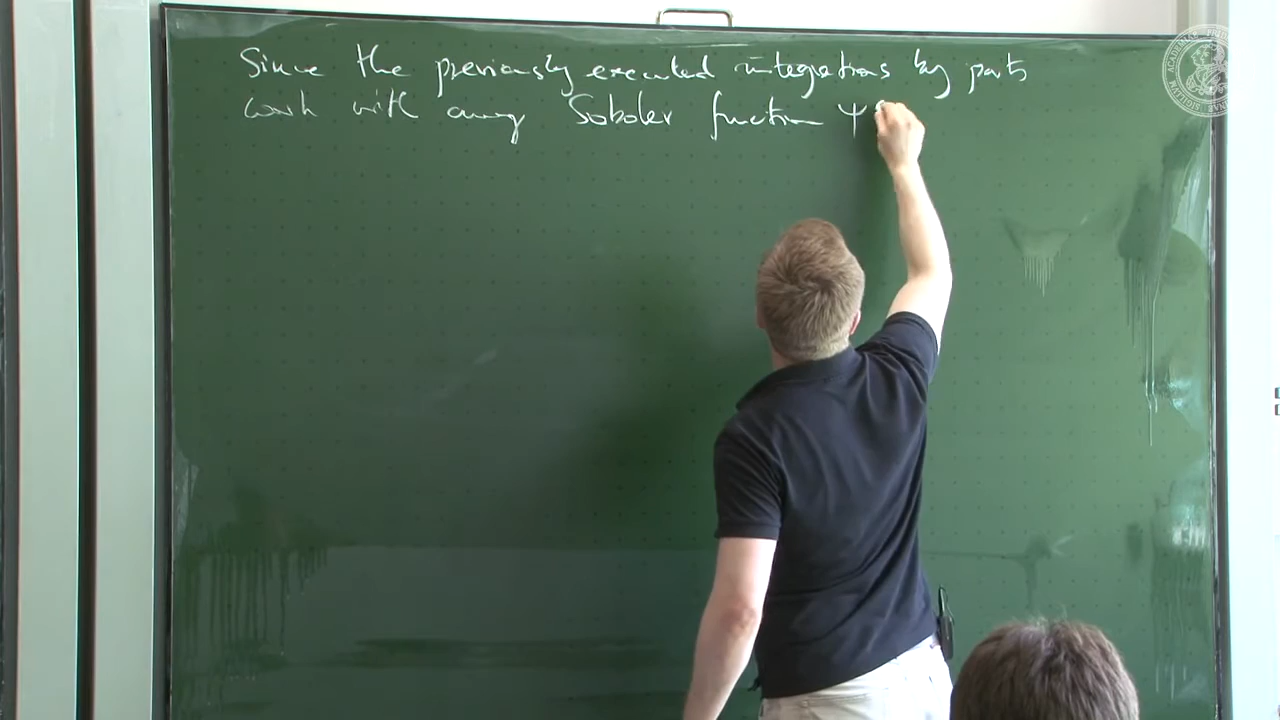 Since the previously executed integrations by parts
work with any Sobolev function ψ